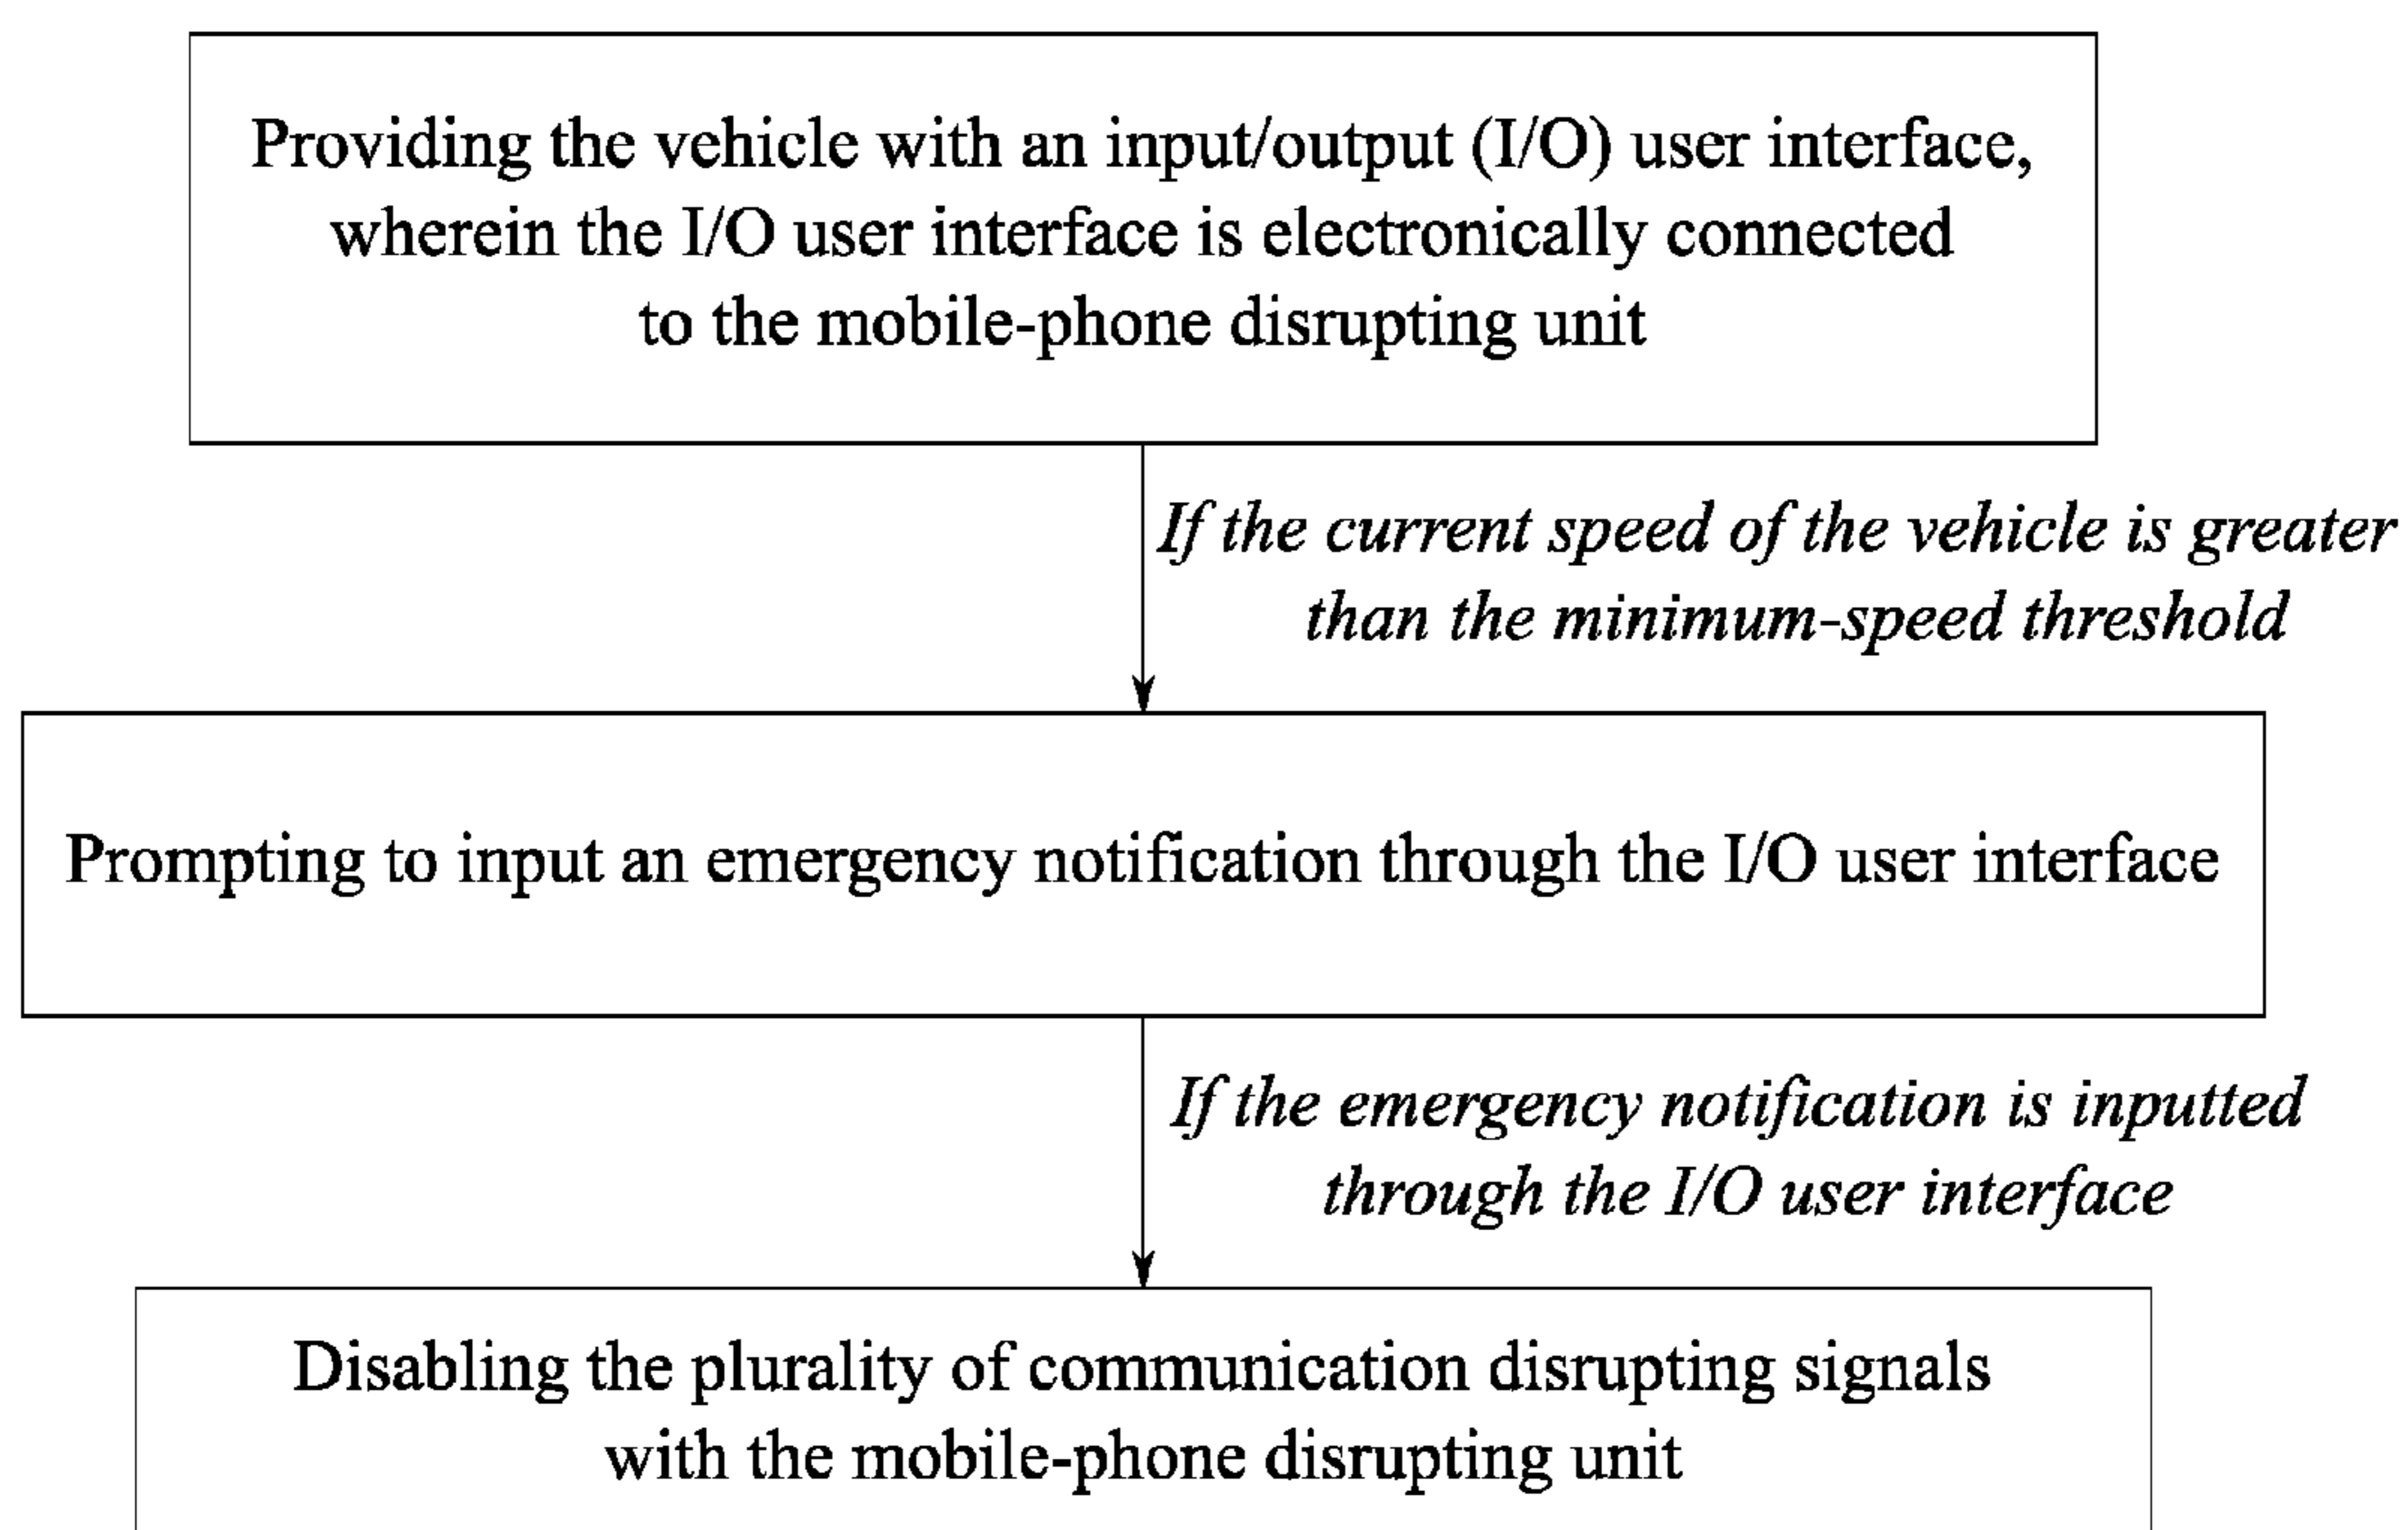 Providing the vehicle with an input/output (I/O) user interface,
wherein the I/O user interface is electronically connected
to the mobile-phone disrupting unit
If the current speed of the vehicle is greater
than the minimum-speed threshold
Prompting to input an emergency notification through the I/O user interface
If the emergency notification is inputted
through the I/O user interface
Disabling the plurality of communication disrupting signals
with the mobile-phone disrupting unit